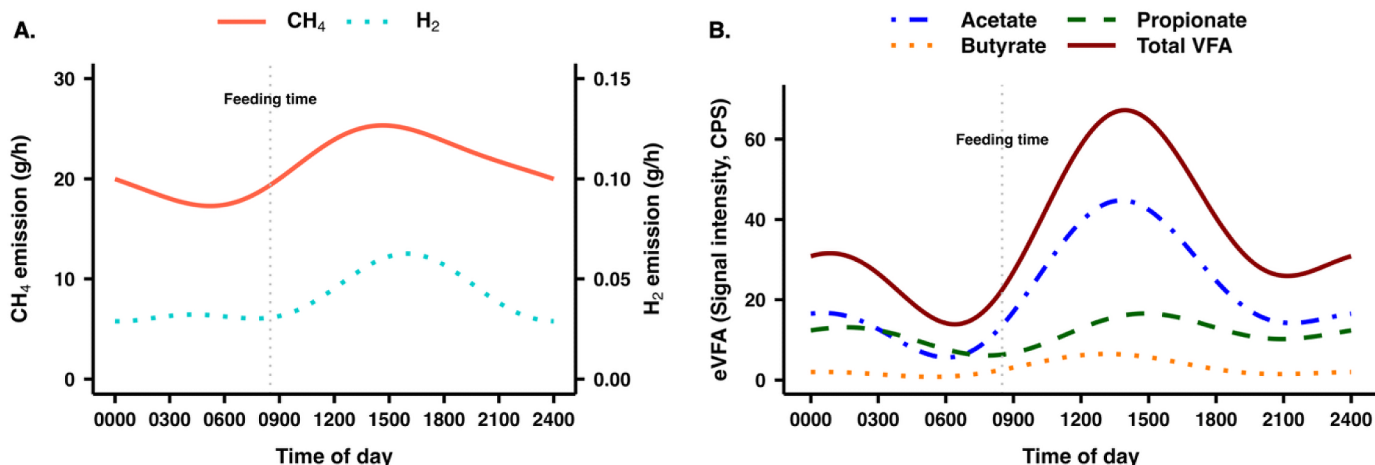 A.
CH₄ H₂
30
20
10
0
CH₄ emission (g/h)
Feeding time
0.15
0.10
0.05
0.00
H₂ emission (g/h)
0000 0300 0600 0900 1200 1500 1800 2100 2400
Time of day
B.
Acetate Propionate
Butyrate Total VFA
60
40
20
0
eVFA (Signal intensity, CPS)
Feeding time
0000 0300 0600 0900 1200 1500 1800 2100 2400
Time of day